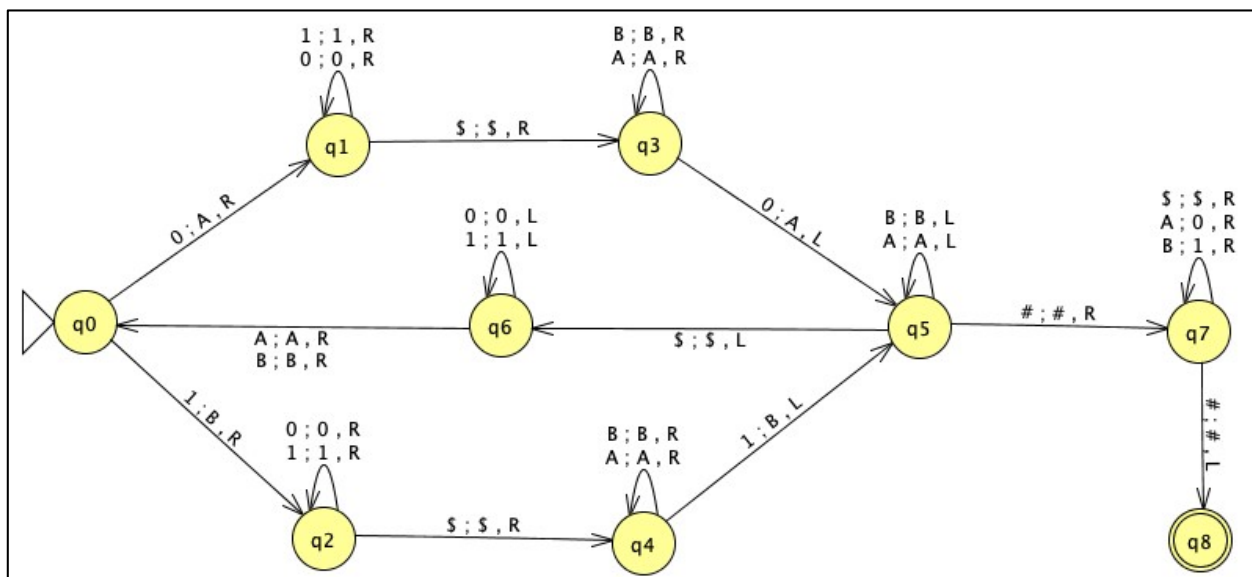 1 ; 1 , R
0 ; 0 , R
B ; B , R
A ; A , R
q1
$ ; $ , R
q3
0 ; A , R
0 ; 0 , L
1 ; 1 , L
0 ; A , L
B ; B , L
A ; A , L
$ ; $ , R
A ; 0 , R
B ; 1 , R
q0
A ; A , R
B ; B , R
q6
$ ; $ , L
q5
# ; # , R
q7
1 ; B , R
0 ; 0 , R
1 ; 1 , R
B ; B , R
A ; A , R
1 ; B , L
# ; # , L
q2
$ ; $ , R
q4
q8